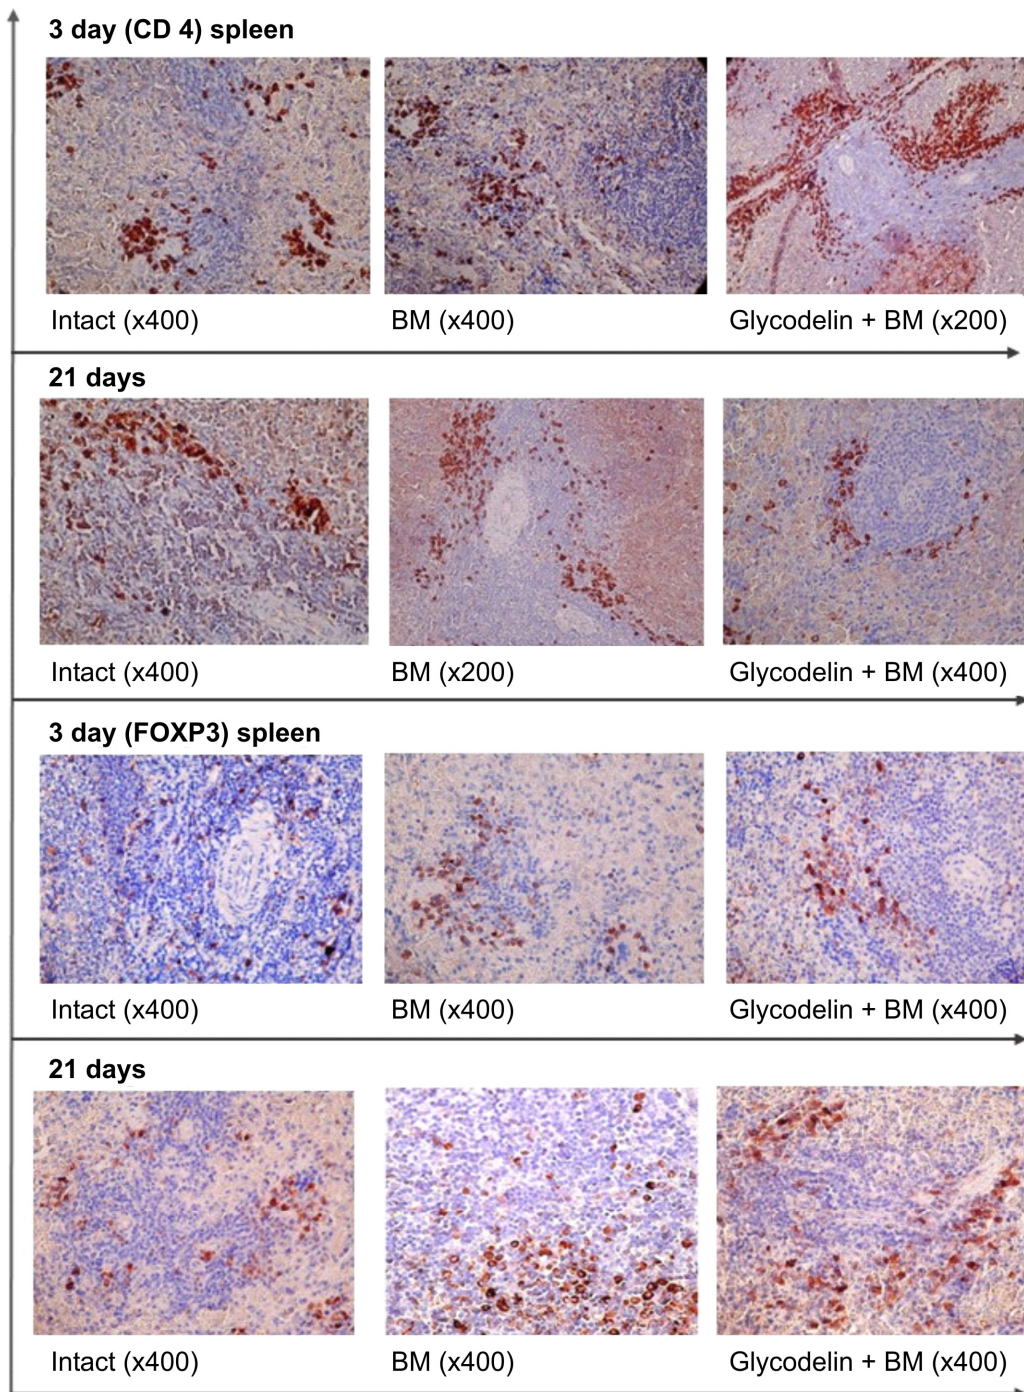 3 day (CD 4) spleen
Intact (x400)
BM (x400)
Glycodelin + BM (x200)
21 days
Intact (x400)
BM (x200)
Glycodelin + BM (x400)
3 day (FOXP3) spleen
Intact (x400)
BM (x400)
Glycodelin + BM (x400)
21 days
Intact (x400)
BM (x400)
Glycodelin + BM (x400)